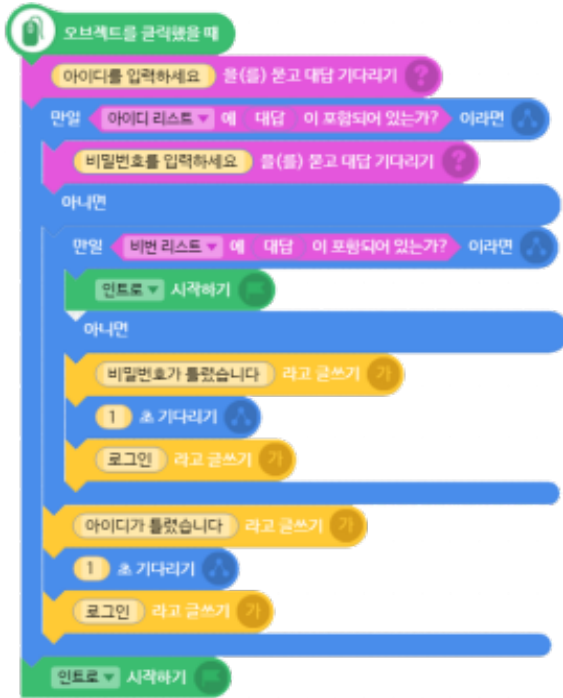 오브젝트를 클릭했을 때
아이디를 입력하세요 을(를) 묻고 대답 기다리기 ?
만일 아이디 리스트 ▼ 에 대답 이 포함되어 있는가? 이라면
비밀번호를 입력하세요 을(를) 묻고 대답 기다리기 ?
아니면
만일 비번 리스트 ▼ 에 대답 이 포함되어 있는가? 이라면
인트로 ▼ 시작하기
아니면
비밀번호가 틀렸습니다 라고 글쓰기 가
1 초 기다리기
로그인 라고 글쓰기 가
아이디가 틀렸습니다 라고 글쓰기 가
1 초 기다리기
로그인 라고 글쓰기 가
인트로 ▼ 시작하기